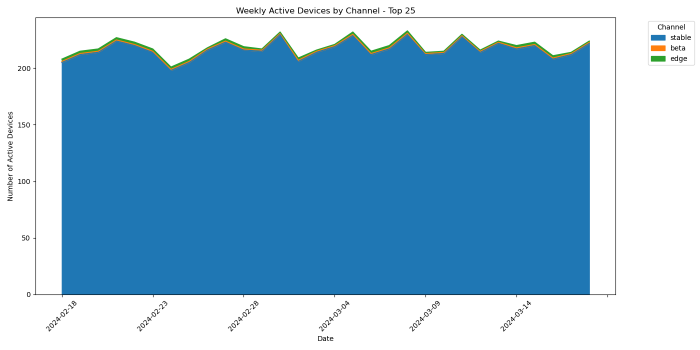 Weekly Active Devices by Channel - Top 25
Channel
stable
beta
edge
Number of Active Devices
200
150
100
50
0
2024-02-18
2024-02-23
2024-02-28
2024-03-04
2024-03-09
2024-03-14
Date